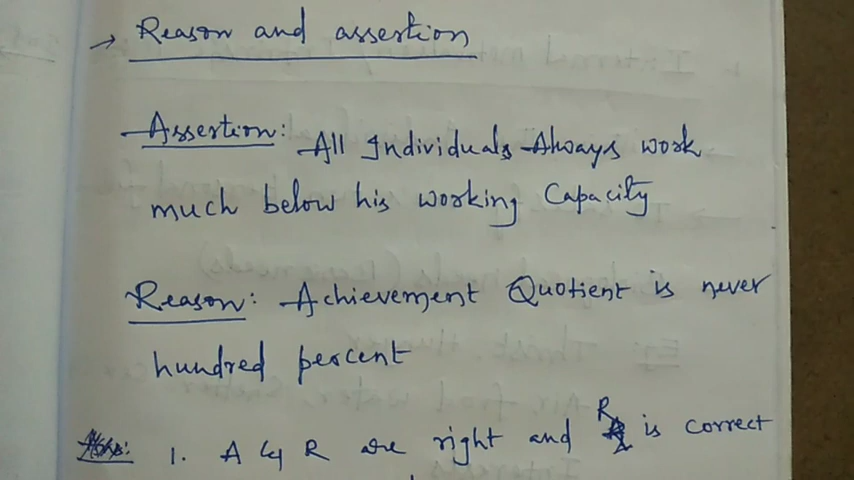 → Reason and assertion
Assertion: All Individuals Always work
much below his working Capacity
Reason: Achievement Quotient is never
hundred percent
1. A & R are right and R is correct